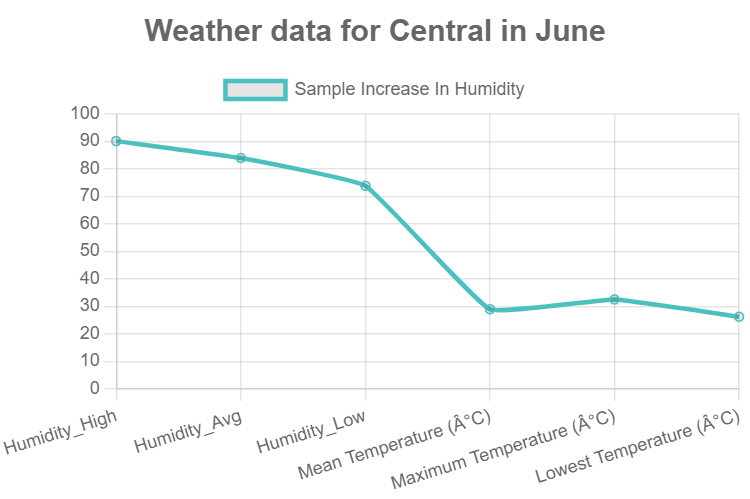 Weather data for Central in June
Sample Increase In Humidity
100
90
80
70
60
50
40
30
20
10
0
Humidity_High
Humidity_Avg
Humidity_Low
Mean Temperature (Â°C)
Maximum Temperature (Â°C)
Lowest Temperature (Â°C)